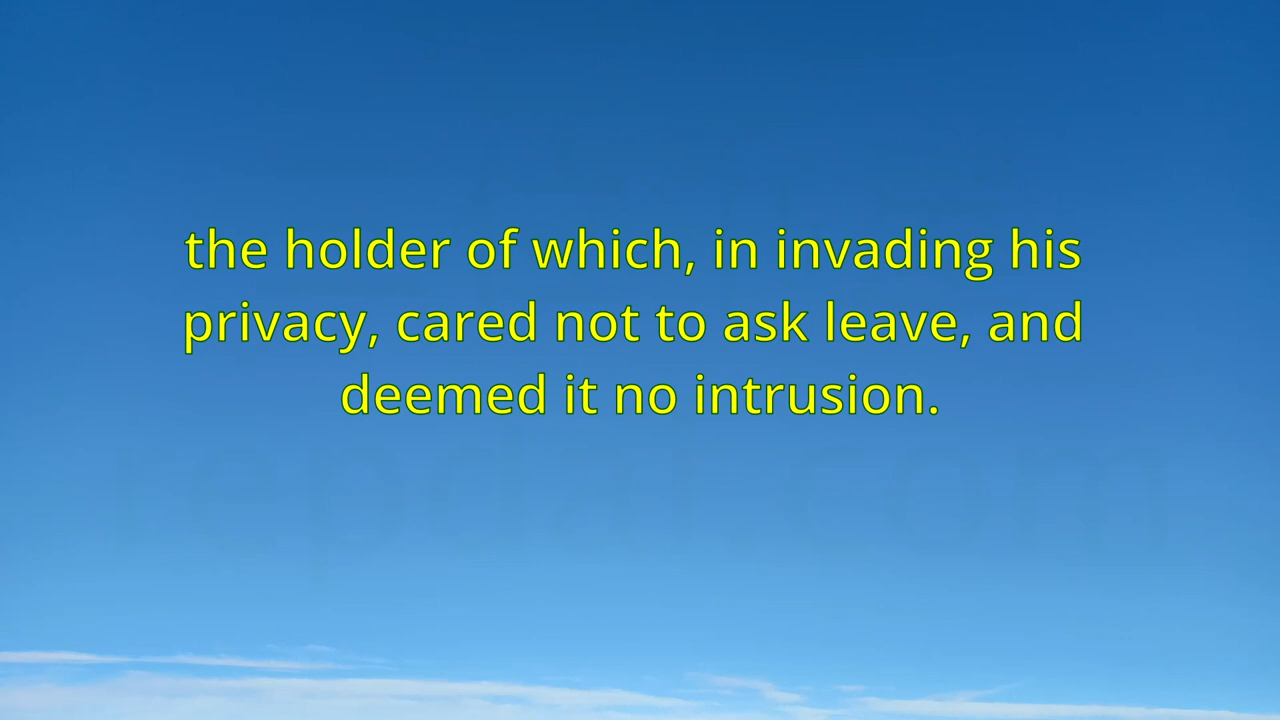 the holder of which, in invading his
privacy, cared not to ask leave, and
deemed it no intrusion.